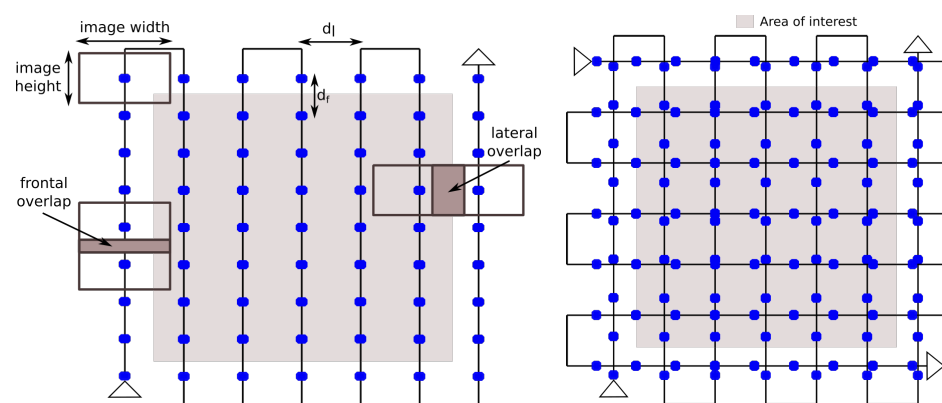 image width
d_l
Area of interest
image
height
d_f
lateral
overlap
frontal
overlap